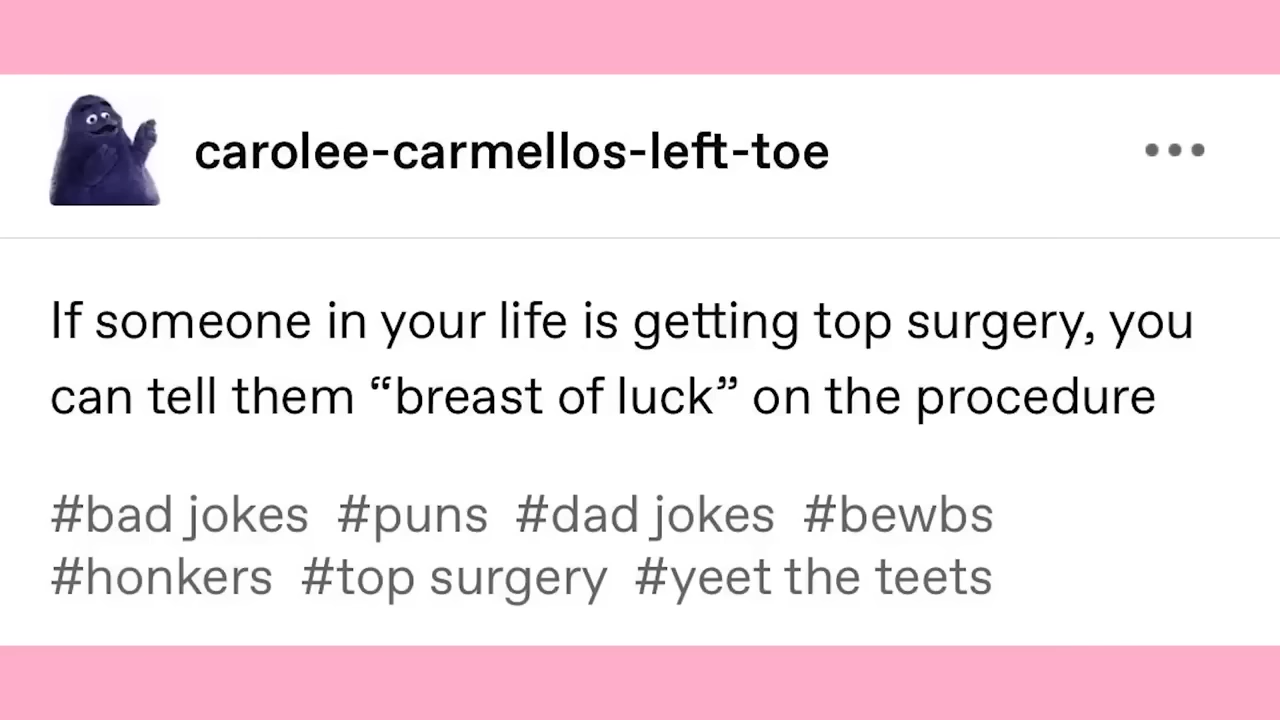 carolee-carmellos-left-toe
If someone in your life is getting top surgery, you
can tell them “breast of luck” on the procedure
#bad jokes #puns #dad jokes #bewbs
#honkers #top surgery #yeet the teets